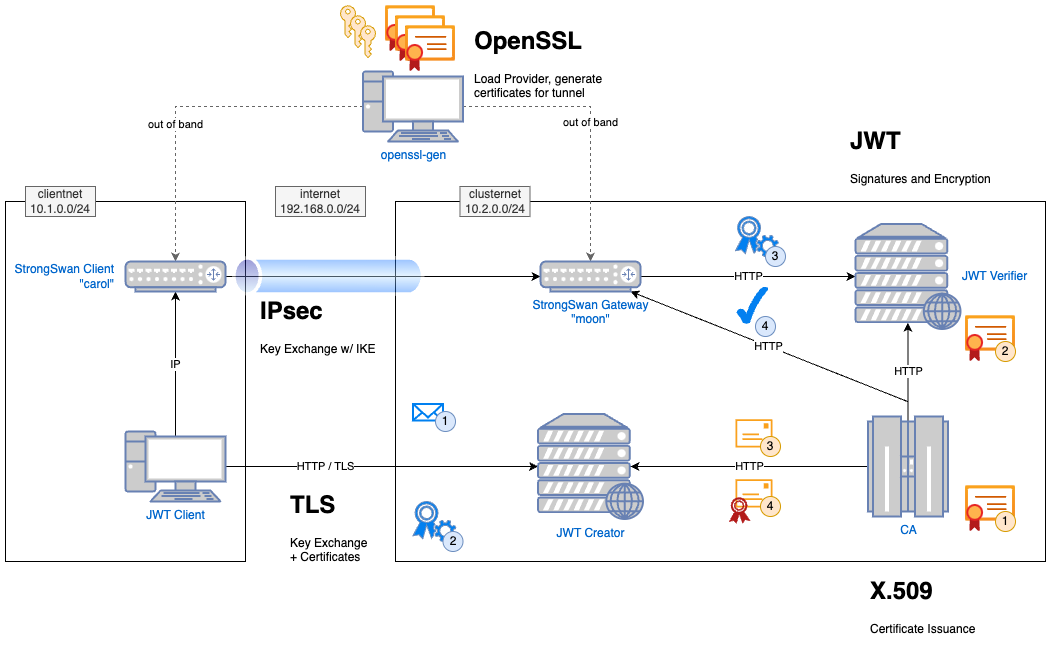 OpenSSL
Load Provider, generate
certificates for tunnel
out of band
out of band
openssl-gen
JWT
Signatures and Encryption
clientnet
10.1.0.0/24
internet
192.168.0.0/24
clusternet
10.2.0.0/24
StrongSwan Client
"carol"
3
HTTP
JWT Verifier
StrongSwan Gateway
"moon"
IPsec
Key Exchange w/ IKE
4
HTTP
2
IP
HTTP
1
3
HTTP / TLS
HTTP
TLS
JWT Client
4
1
2
JWT Creator
CA
Key Exchange
+ Certificates
X.509
Certificate Issuance